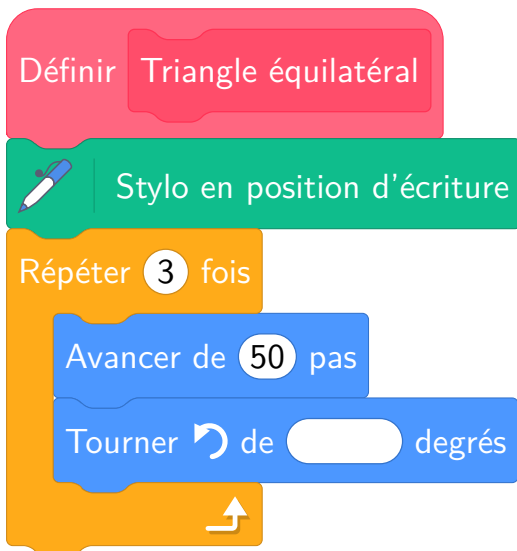 Définir Triangle équilatéral
Stylo en position d'écriture
Répéter 3 fois
Avancer de 50 pas
Tourner de degrés